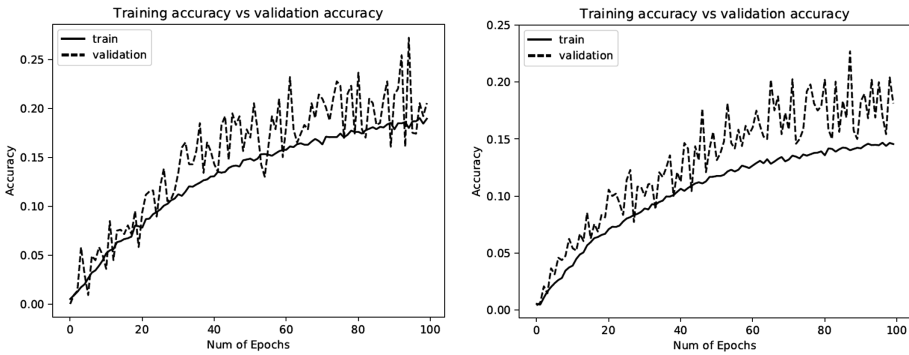 Training accuracy vs validation accuracy
train
validation
0.25
0.20
0.15
0.10
0.05
0.00
Accuracy
0 20 40 60 80 100
Num of Epochs
Training accuracy vs validation accuracy
train
validation
0.25
0.20
0.15
0.10
0.05
0.00
Accuracy
0 20 40 60 80 100
Num of Epochs